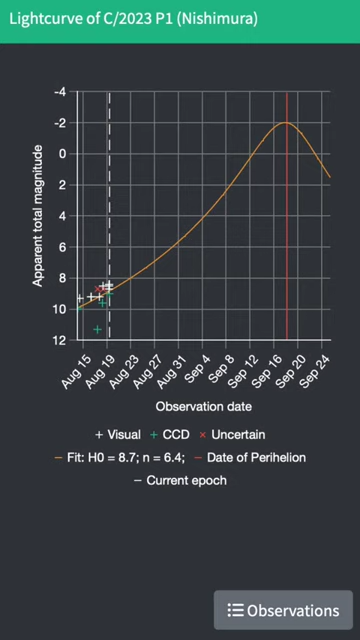 Lightcurve of C/2023 P1 (Nishimura)
-4
-2
0
2
4
6
8
10
12
Apparent total magnitude
Aug 15
Aug 19
Aug 23
Aug 27
Aug 31
Sep 4
Sep 8
Sep 12
Sep 16
Sep 20
Sep 24
Observation date
+ Visual + CCD × Uncertain
– Fit: H0 = 8.7; n = 6.4; – Date of Perihelion
– Current epoch
Observations